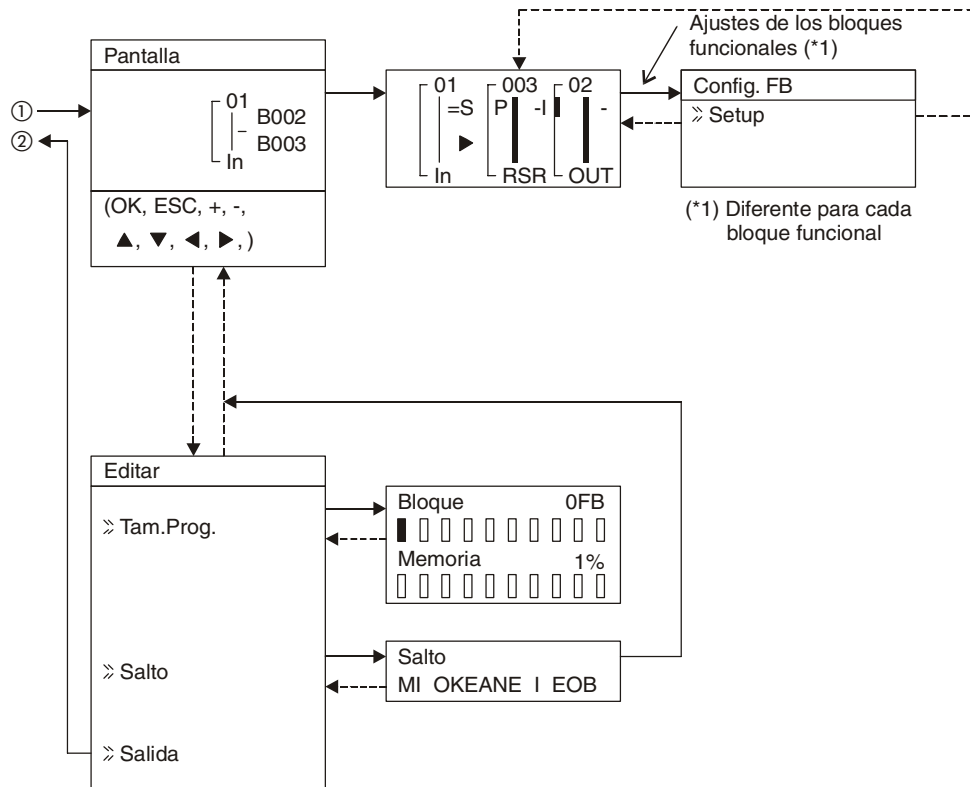 Ajustes de los bloques
funcionales (*1)
Pantalla
①
②
01
B002
B003
In
(OK, ESC, +, -,
▲, ▼, ◀, ▶, )
01 003 02
=S P -I -
▶
In RSR OUT
Config. FB
» Setup
(*1) Diferente para cada
bloque funcional
Editar
» Tam.Prog.
» Salto
» Salida
Bloque 0FB
Memoria 1%
Salto
MI OKEANE I EOB